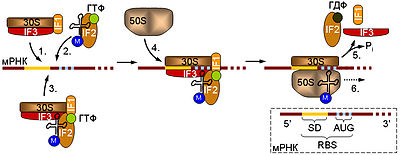 30S
IF3
IF1
ГТФ
IF2
М
1.
2.
50S
4.
мРНК
3.
30S
IF3
IF1
IF2
ГТФ
М
30S
IF3
IF1
IF2
М
ГДФ
IF2
IF1
IF3
5.
Pi
30S
50S
М
6.
5'
3'
SD
AUG
RBS
мРНК